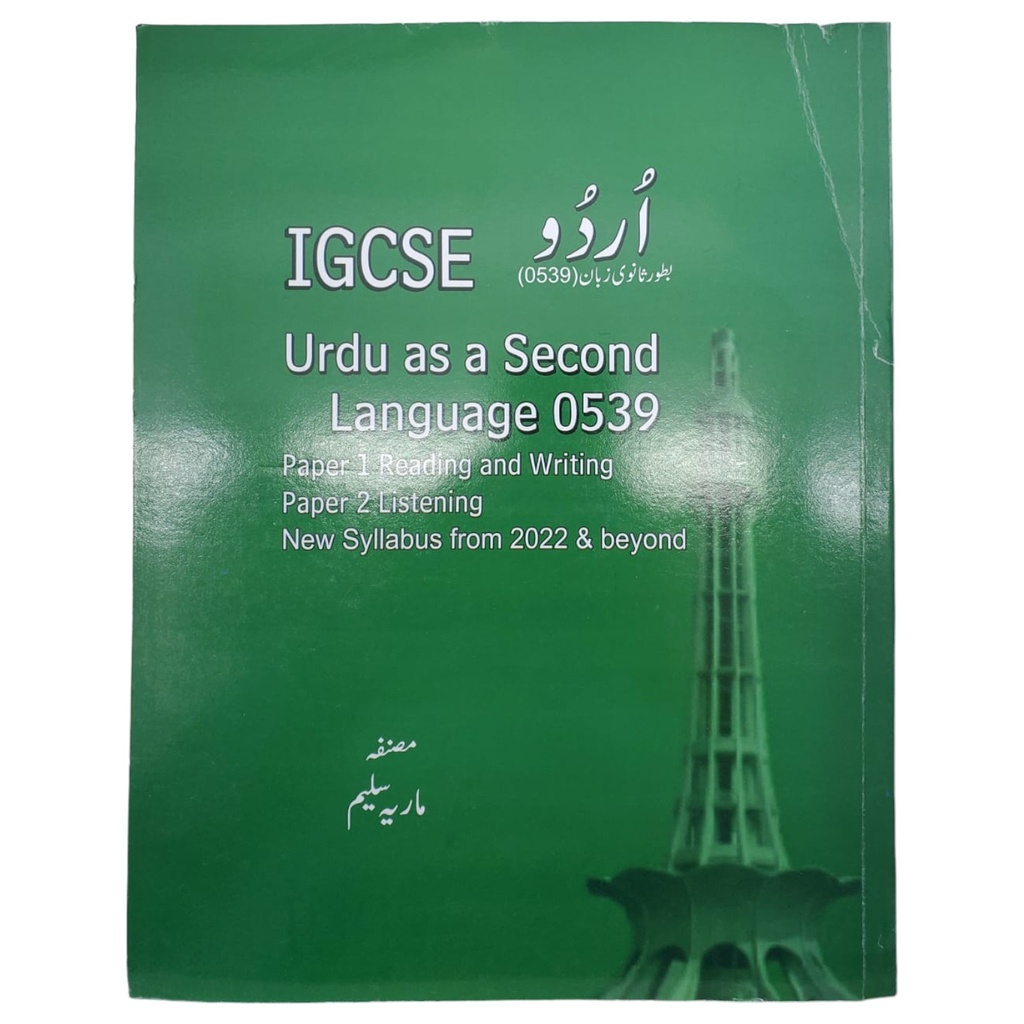 IGCSE
اُردُو
بطور ثانوی زبان (0539)
Urdu as a Second
Language 0539
Paper 1 Reading and Writing
Paper 2 Listening
New Syllabus from 2022 & beyond
مصنفہ
ماریہ سلیم